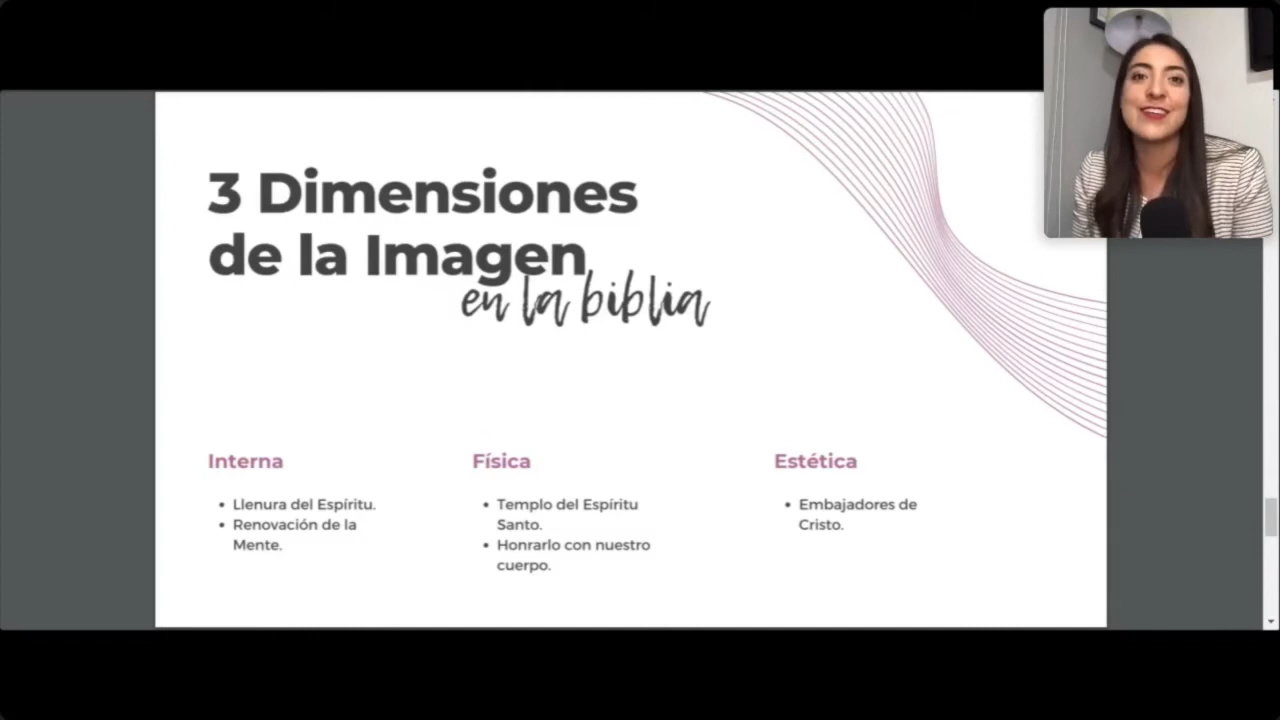 3 Dimensiones
de la Imagen
en la biblia
Interna
• Llenura del Espíritu.
• Renovación de la
Mente.
Física
• Templo del Espíritu
Santo.
• Honrarlo con nuestro
cuerpo.
Estética
• Embajadores de
Cristo.